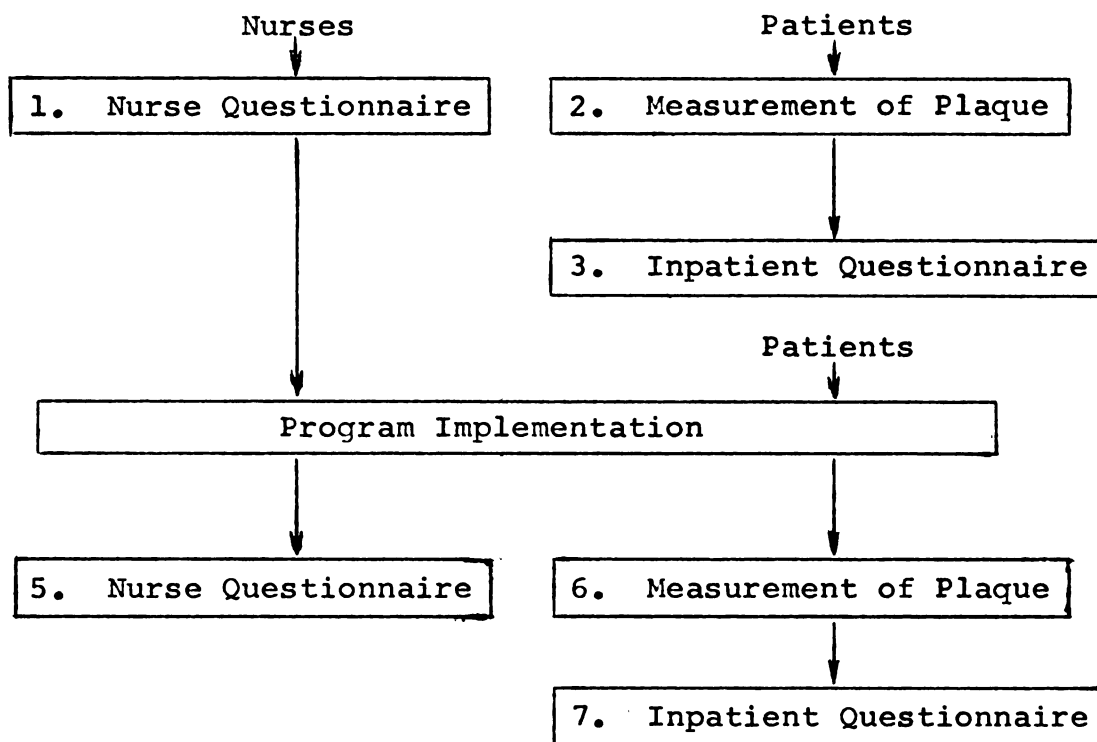 Nurses
Patients
1. Nurse Questionnaire
2. Measurement of Plaque
3. Inpatient Questionnaire
Patients
Program Implementation
5. Nurse Questionnaire
6. Measurement of Plaque
7. Inpatient Questionnaire